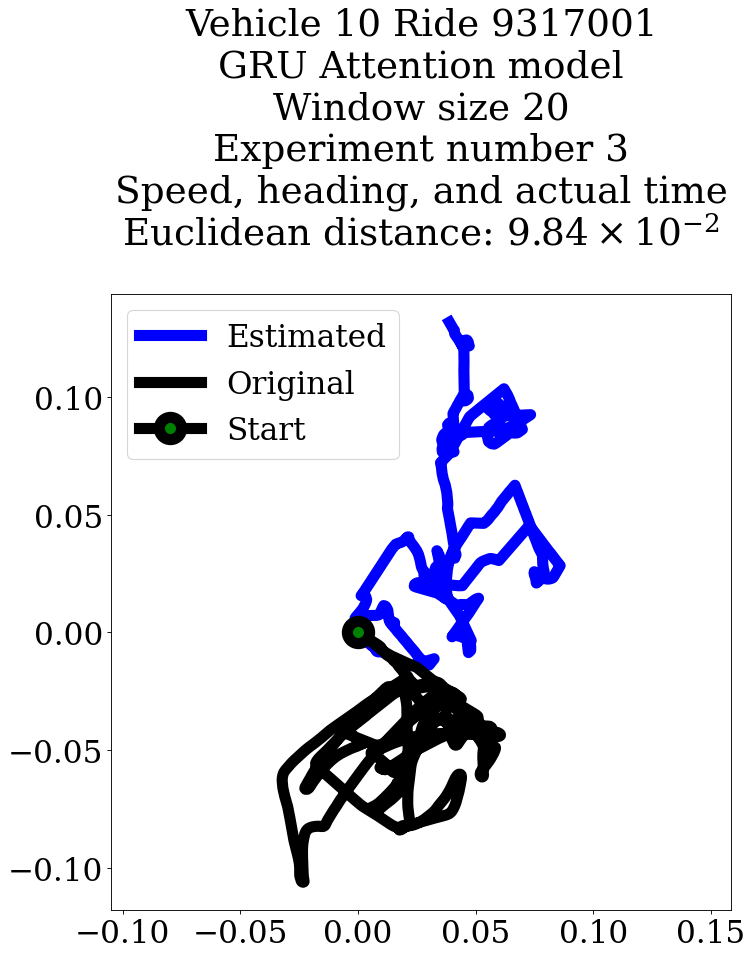 Vehicle 10 Ride 9317001
GRU Attention model
Window size 20
Experiment number 3
Speed, heading, and actual time
Euclidean distance: 9.84 × 10⁻²
Estimated
Original
Start
0.10
0.05
0.00
−0.05
−0.10
−0.10 −0.05 0.00 0.05 0.10 0.15